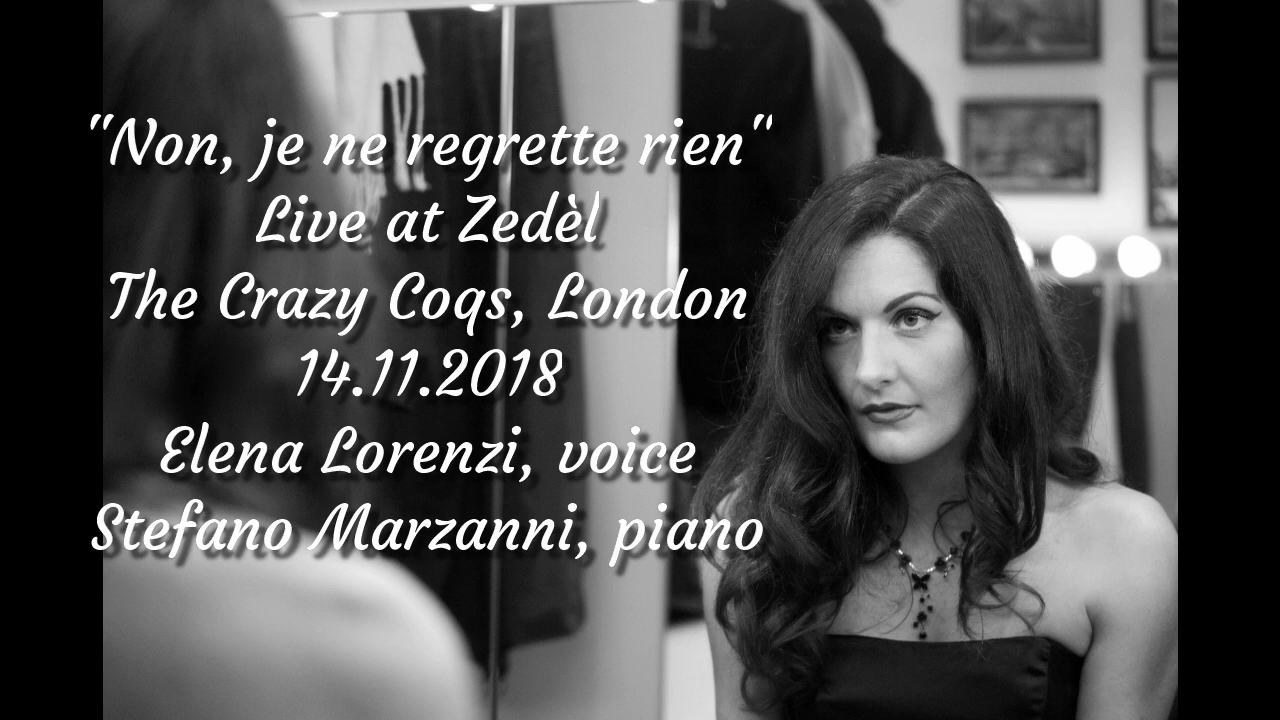 "Non, je ne regrette rien"
Live at Zedèl
The Crazy Coqs, London
14.11.2018
Elena Lorenzi, voice
Stefano Marzanni, piano